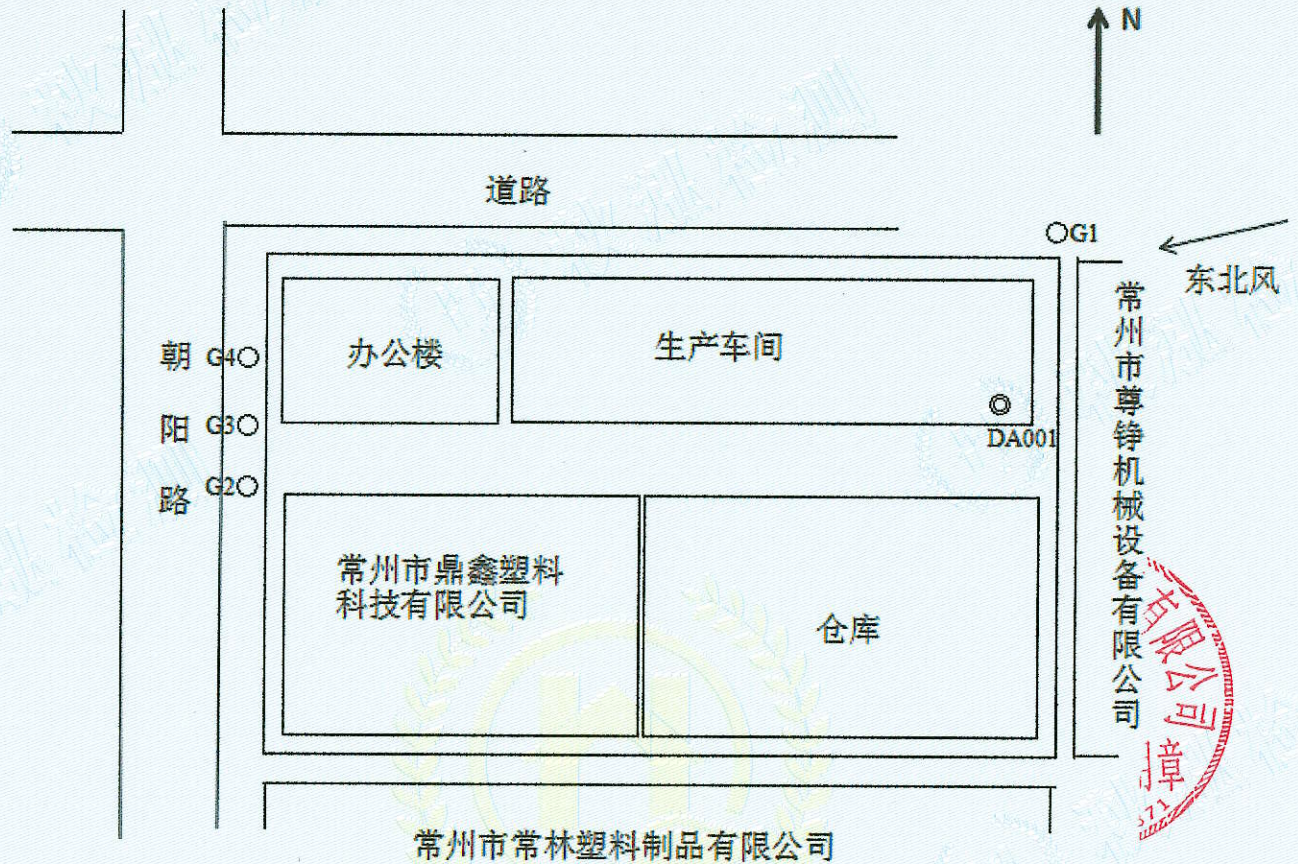 N
道路
G1
东北风
朝阳路
G4
G3
G2
办公楼
生产车间
DA001
常州市尊铮机械设备有限公司
常州市鼎鑫塑料
科技有限公司
仓库
常州市常林塑料制品有限公司
有限公司
章